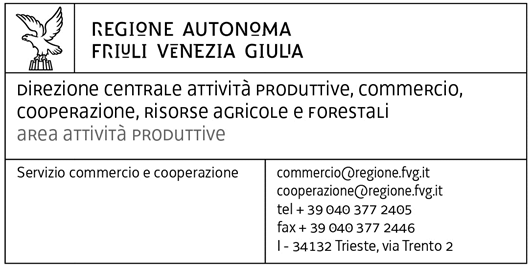 REGIONE AUTONOMA
FRIULI VENEZIA GIULIA
direzione centrale attività produttive, commercio,
cooperazione, risorse agricole e forestali
area attività produttive
Servizio commercio e cooperazione
commercio@regione.fvg.it
cooperazione@regione.fvg.it
tel + 39 040 377 2405
fax + 39 040 377 2446
I - 34132 Trieste, via Trento 2